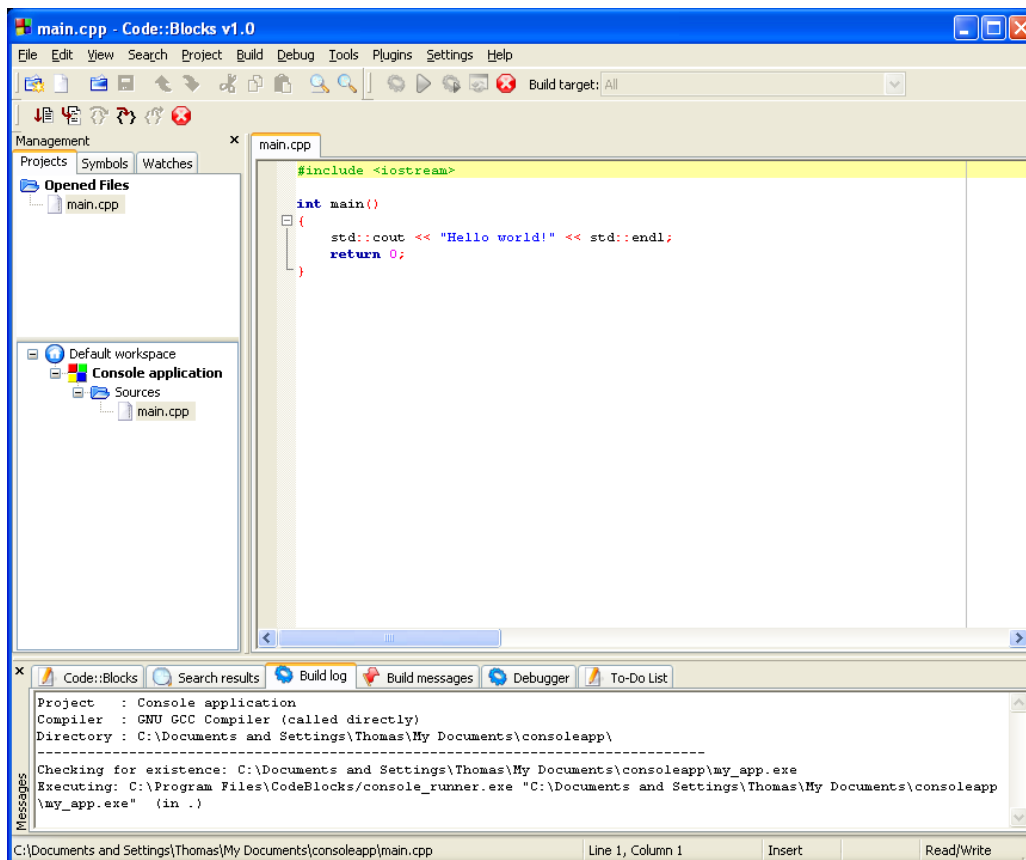 main.cpp - Code::Blocks v1.0
File Edit View Search Project Build Debug Tools Plugins Settings Help
Build target: All
Management
main.cpp
Projects Symbols Watches
Opened Files
main.cpp
#include <iostream>
int main()
{
std::cout << "Hello world!" << std::endl;
return 0;
}
Default workspace
Console application
Sources
main.cpp
Code::Blocks Search results Build log Build messages Debugger To-Do List
Messages
Project : Console application
Compiler : GNU GCC Compiler (called directly)
Directory : C:\Documents and Settings\Thomas\My Documents\consoleapp\
--------------------------------------------------------------------------------
Checking for existence: C:\Documents and Settings\Thomas\My Documents\consoleapp\my_app.exe
Executing: C:\Program Files\CodeBlocks/console_runner.exe "C:\Documents and Settings\Thomas\My Documents\consoleapp
\my_app.exe" (in .)
C:\Documents and Settings\Thomas\My Documents\consoleapp\main.cpp Line 1, Column 1 Insert Read/Write